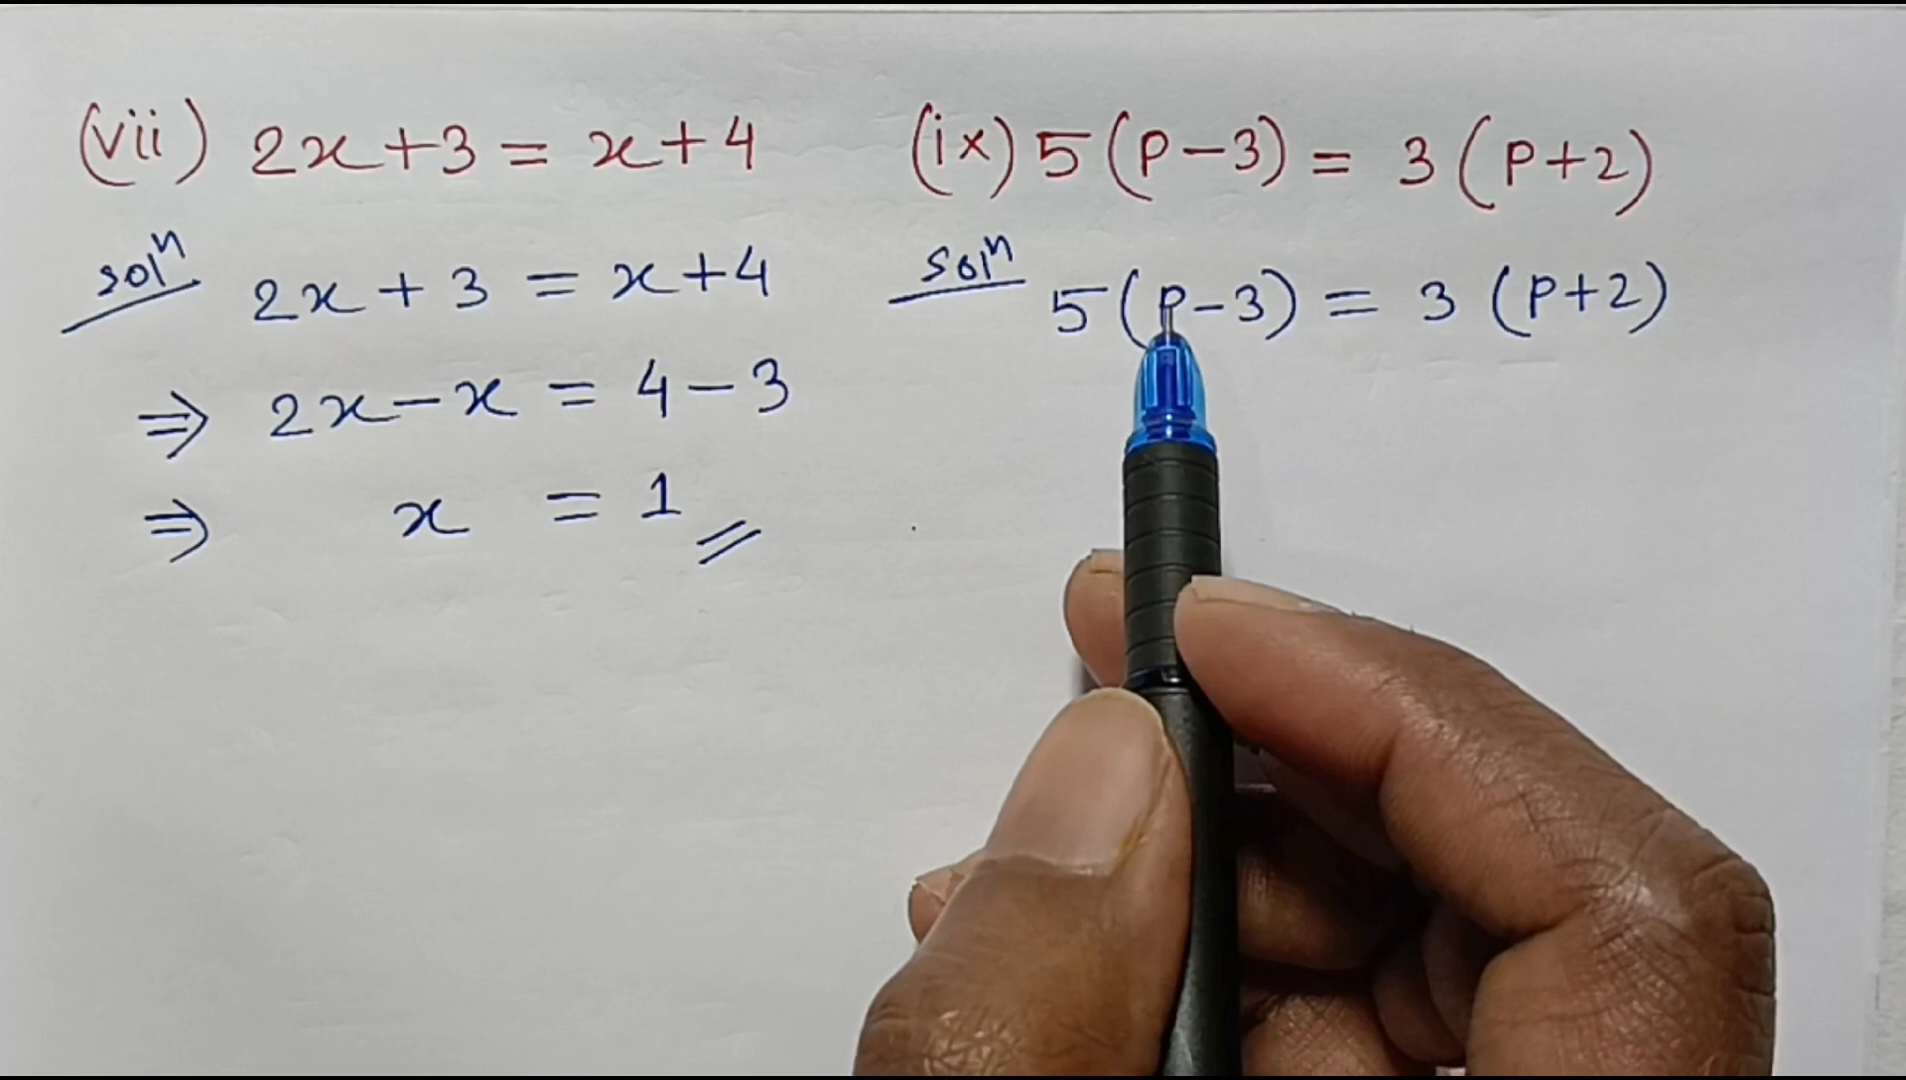 (vii) 2x+3 = x+4
solⁿ 2x + 3 = x+4
⇒ 2x-x = 4-3
⇒ x = 1
(ix) 5(P-3) = 3(P+2)
solⁿ 5(P-3) = 3(P+2)